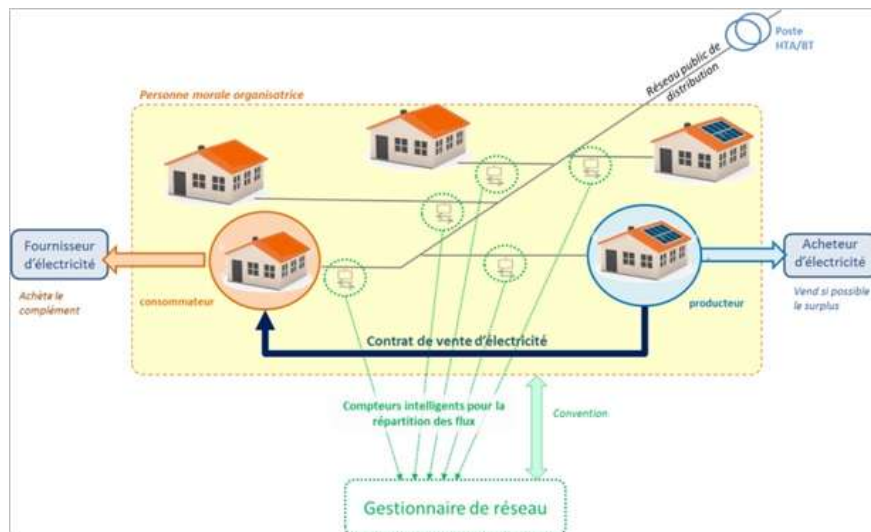 Poste
HTA/BT
Réseau public de
distribution
Personne morale organisatrice
Fournisseur
d'électricité
Achète le
complément
consommateur
producteur
Acheteur
d'électricité
Vend si possible
le surplus
Contrat de vente d'électricité
Compteurs intelligents pour la
répartition des flux
Convention
Gestionnaire de réseau